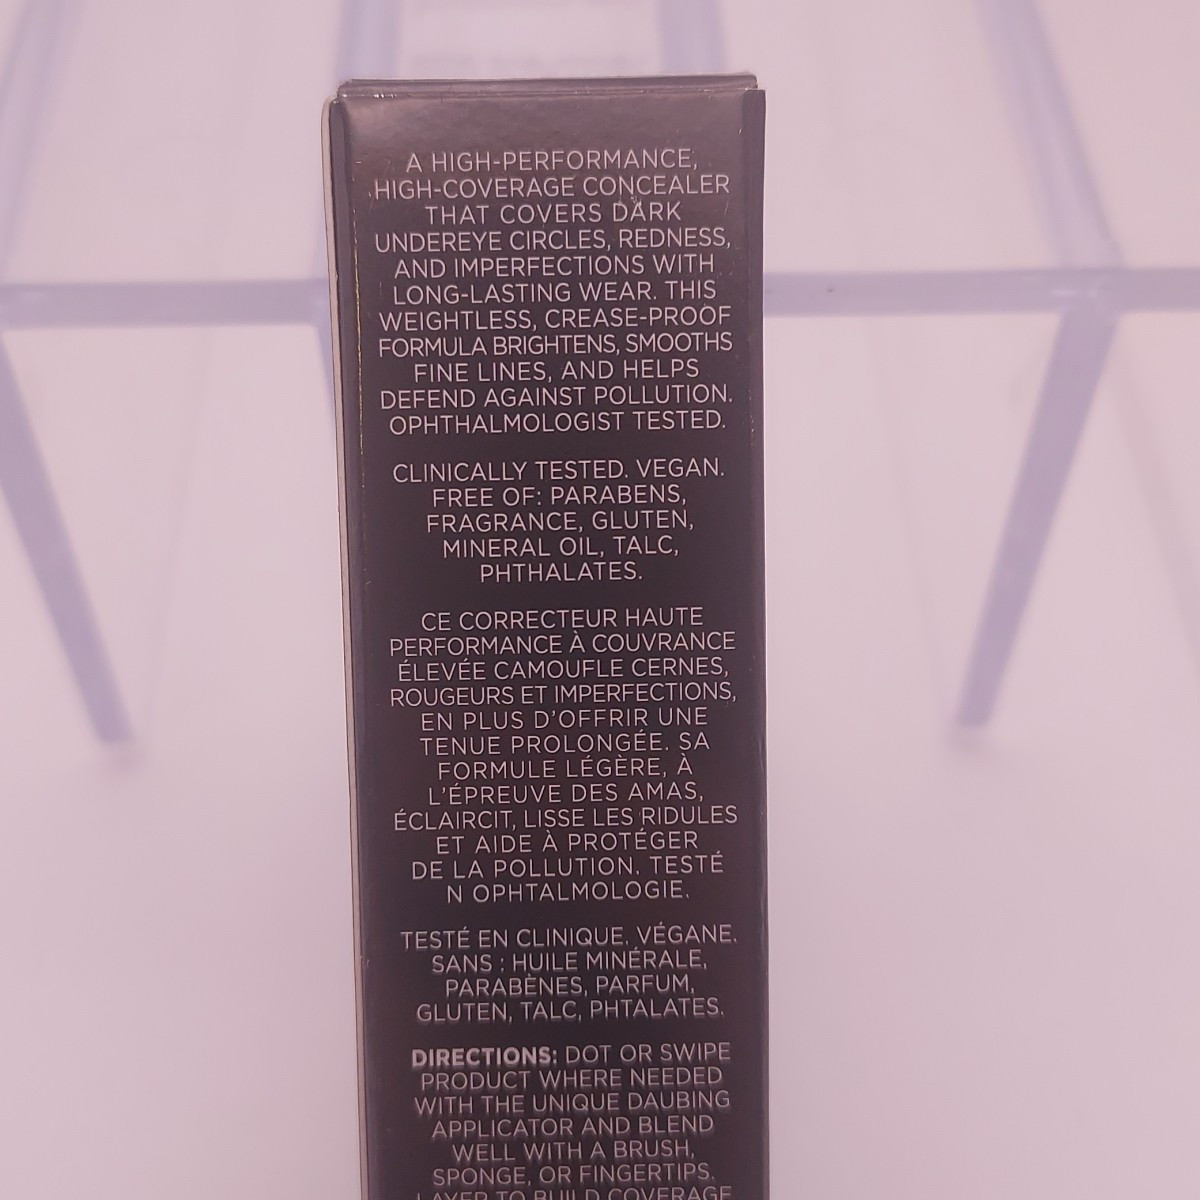 A HIGH-PERFORMANCE,
HIGH-COVERAGE CONCEALER
THAT COVERS DARK
UNDEREYE CIRCLES, REDNESS,
AND IMPERFECTIONS WITH
LONG-LASTING WEAR. THIS
WEIGHTLESS, CREASE-PROOF
FORMULA BRIGHTENS, SMOOTHS
FINE LINES, AND HELPS
DEFEND AGAINST POLLUTION.
OPHTHALMOLOGIST TESTED.
CLINICALLY TESTED. VEGAN.
FREE OF: PARABENS,
FRAGRANCE, GLUTEN,
MINERAL OIL, TALC,
PHTHALATES.
CE CORRECTEUR HAUTE
PERFORMANCE À COUVRANCE
ÉLEVÉE CAMOUFLE CERNES,
ROUGEURS ET IMPERFECTIONS,
EN PLUS D'OFFRIR UNE
TENUE PROLONGÉE. SA
FORMULE LÉGÈRE, À
L'ÉPREUVE DES AMAS,
ÉCLAIRCIT, LISSE LES RIDULES
ET AIDE À PROTÉGER
DE LA POLLUTION. TESTÉ
N OPHTALMOLOGIE.
TESTÉ EN CLINIQUE. VÉGANE.
SANS : HUILE MINÉRALE,
PARABÈNES, PARFUM,
GLUTEN, TALC, PHTALATES.
DIRECTIONS: DOT OR SWIPE
PRODUCT WHERE NEEDED
WITH THE UNIQUE DAUBING
APPLICATOR AND BLEND
WELL WITH A BRUSH,
SPONGE, OR FINGERTIPS.
LAYER TO BUILD COVERAGE